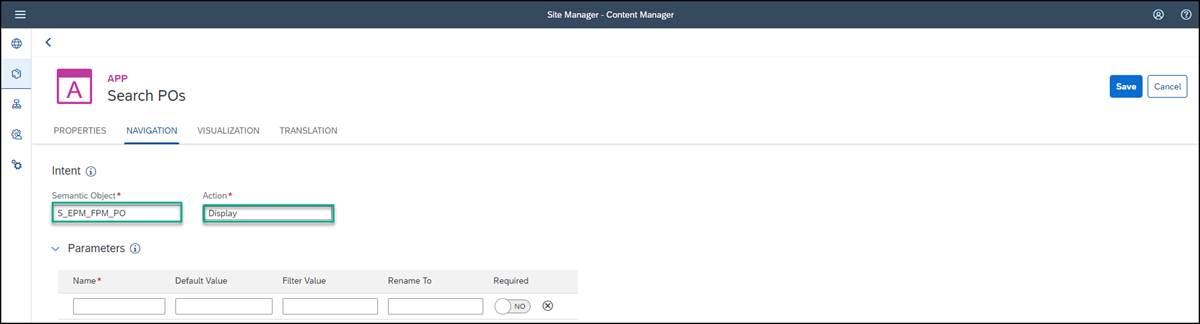 Site Manager - Content Manager
A
APP
Search POs
Save Cancel
PROPERTIES NAVIGATION VISUALIZATION TRANSLATION
Intent
Semantic Object* Action*
S_EPM_FPM_PO Display
Parameters
Name* Default Value Filter Value Rename To Required
NO